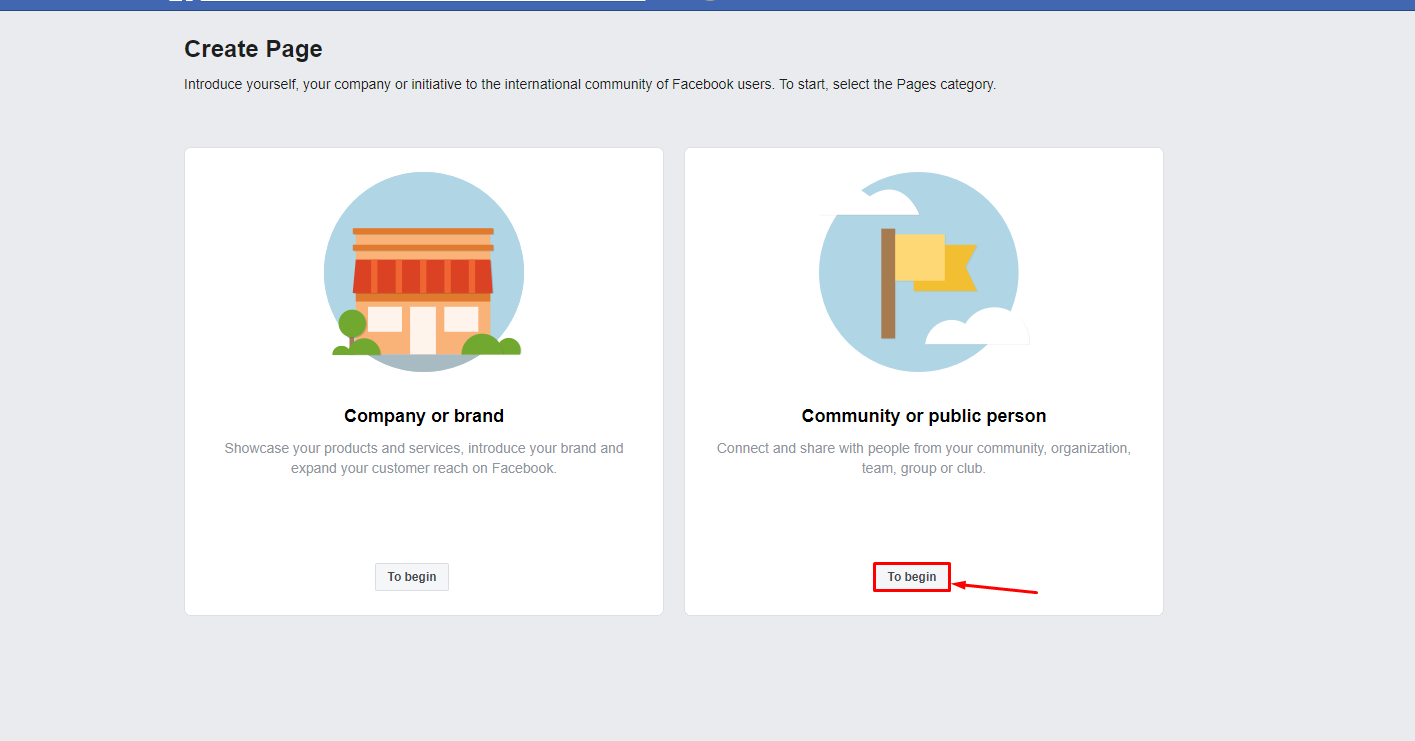 Create Page
Introduce yourself, your company or initiative to the international community of Facebook users. To start, select the Pages category.
Company or brand
Showcase your products and services, introduce your brand and
expand your customer reach on Facebook.
To begin
Community or public person
Connect and share with people from your community, organization,
team, group or club.
To begin